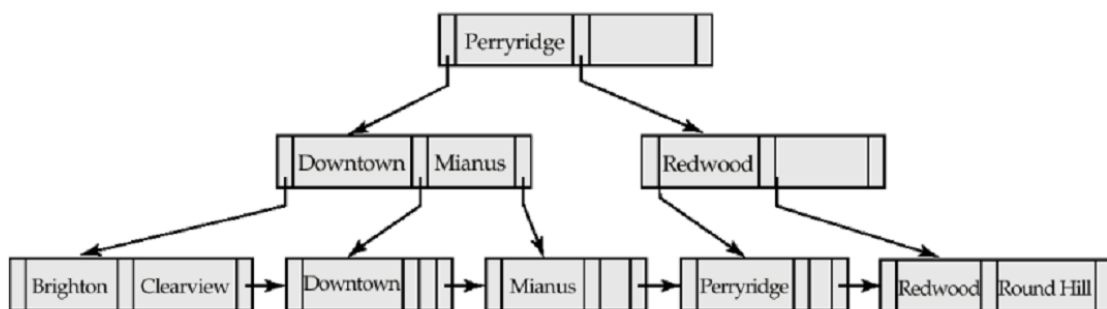 Perryridge
Downtown Mianus
Redwood
Brighton Clearview
Downtown
Mianus
Perryridge
Redwood Round Hill